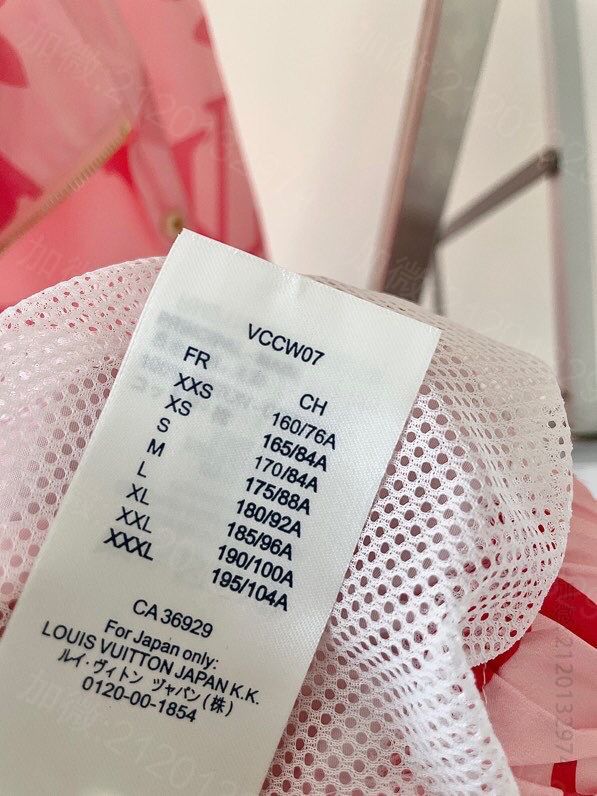 VCCW07
FR CH
XXS 160/76A
XS 165/84A
S 170/84A
M 175/88A
L 180/92A
XL 185/96A
XXL 190/100A
XXXL 195/104A
CA 36929
For Japan only:
LOUIS VUITTON JAPAN K.K.
ルイ・ヴィトン ヅャパン(株)
0120-00-1854